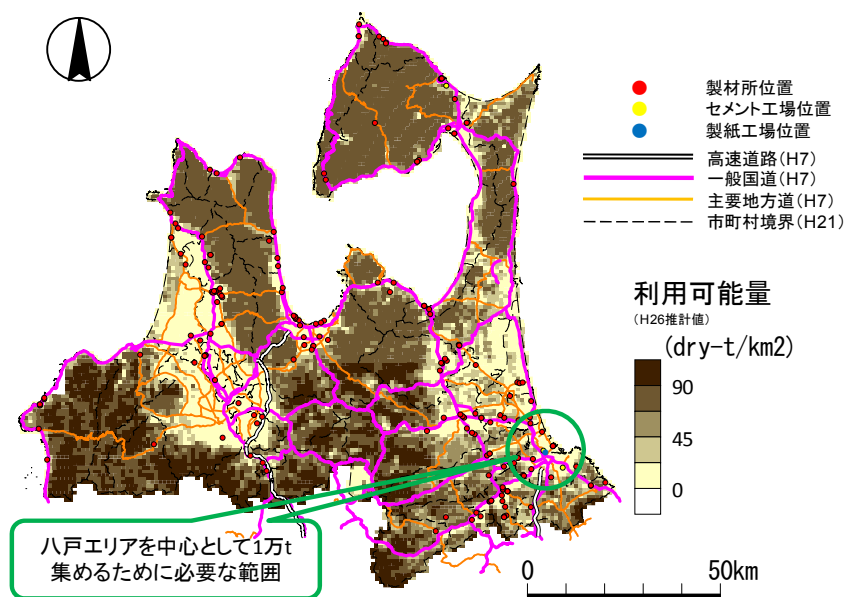 製材所位置
セメント工場位置
製紙工場位置
高速道路(H7)
一般国道(H7)
主要地方道(H7)
市町村境界(H21)
利用可能量
(H26推計値)
(dry-t/km2)
90
45
0
八戸エリアを中心として1万t
集めるために必要な範囲
0 50km